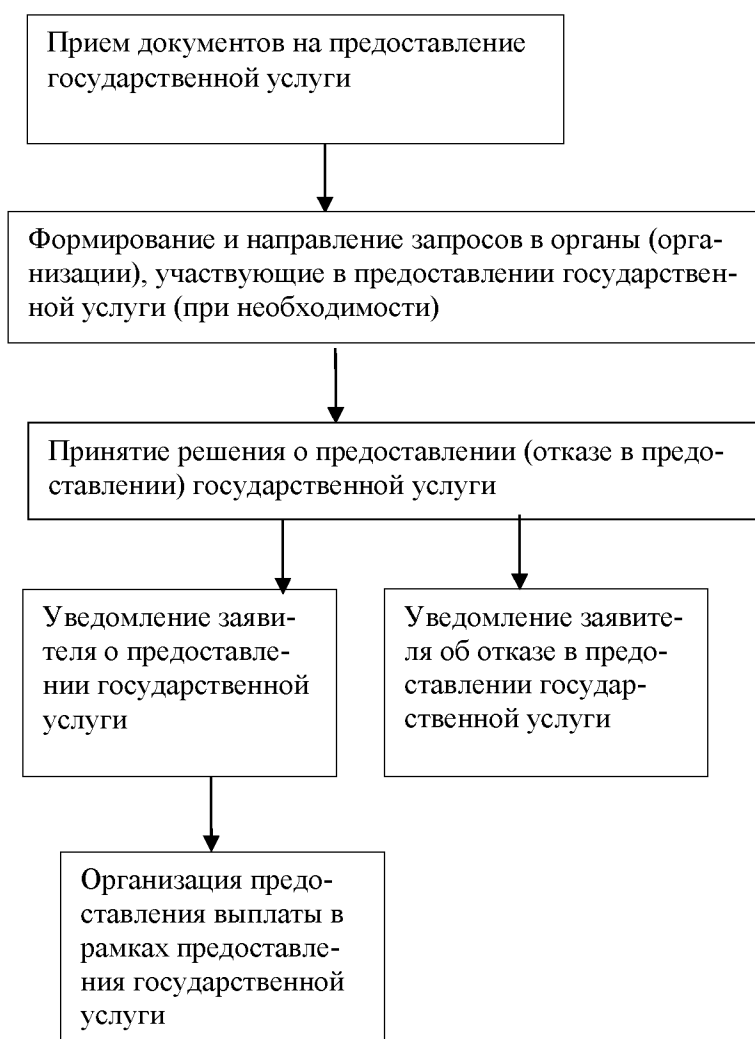 Прием документов на предоставление
государственной услуги
Формирование и направление запросов в органы (орга-
низации), участвующие в предоставлении государствен-
ной услуги (при необходимости)
Принятие решения о предоставлении (отказе в предо-
ставлении) государственной услуги
Уведомление заяви-
теля о предоставле-
нии государственной
услуги
Уведомление заявите-
ля об отказе в предо-
ставлении государ-
ственной услуги
Организация предо-
ставления выплаты в
рамках предоставле-
ния государственной
услуги